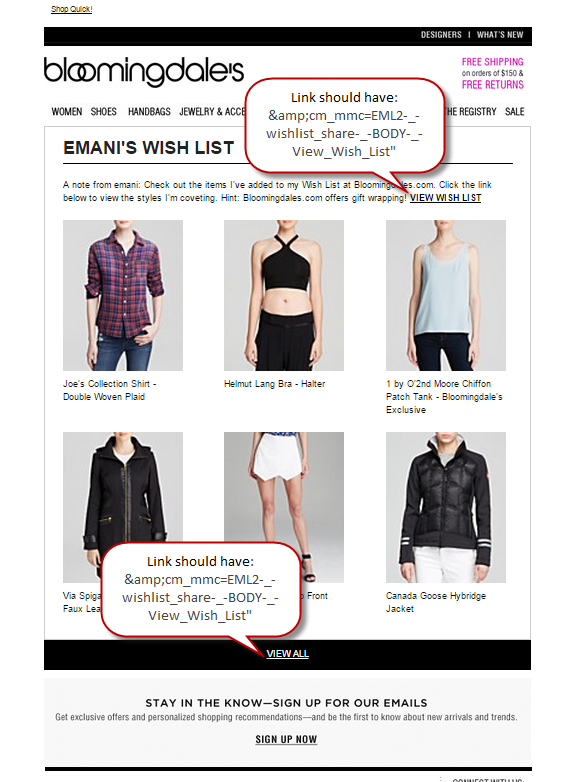 Shop Quick!
DESIGNERS I WHAT'S NEW
bloomingdale's
FREE SHIPPING
on orders of $150 &
FREE RETURNS
WOMEN SHOES HANDBAGS JEWELRY & ACCE THE REGISTRY SALE
Link should have:
&amp;cm_mmc=EML2-_-
wishlist_share-_-BODY-_-
View_Wish_List"
EMANI'S WISH LIST
A note from emani: Check out the items I've added to my Wish List at Bloomingdales.com. Click the link
below to view the styles I'm coveting. Hint: Bloomingdales.com offers gift wrapping! VIEW WISH LIST
Joe's Collection Shirt -
Double Woven Plaid
Helmut Lang Bra - Halter
1 by O'2nd Moore Chiffon
Patch Tank - Bloomingdale's
Exclusive
Link should have:
&amp;cm_mmc=EML2-_-
wishlist_share-_-BODY-_-
View_Wish_List"
Via Spiga
Faux Lea
Front
Canada Goose Hybridge
Jacket
VIEW ALL
STAY IN THE KNOW—SIGN UP FOR OUR EMAILS
Get exclusive offers and personalized shopping recommendations—and be the first to know about new arrivals and trends.
SIGN UP NOW
CONNECT WITH US: